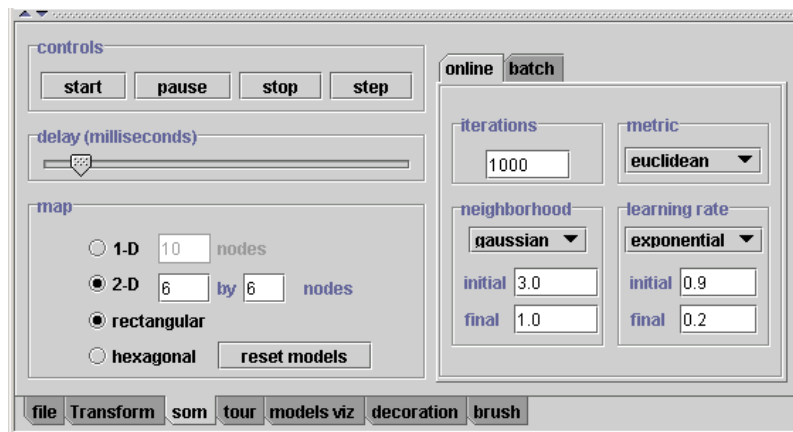 controls
start pause stop step
delay (milliseconds)
map
1-D 10 nodes
2-D 6 by 6 nodes
rectangular
hexagonal reset models
online batch
iterations
1000
metric
euclidean
neighborhood
gaussian
initial 3.0
final 1.0
learning rate
exponential
initial 0.9
final 0.2
file Transform som tour models viz decoration brush